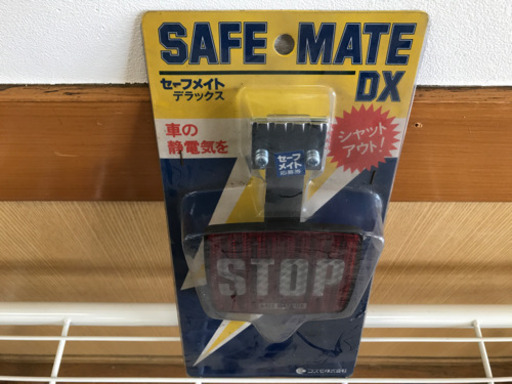 SAFE MATE
DX
セーフメイト
デラックス
車の
静電気を
シャット
アウト!
セーフ
メイト
STOP